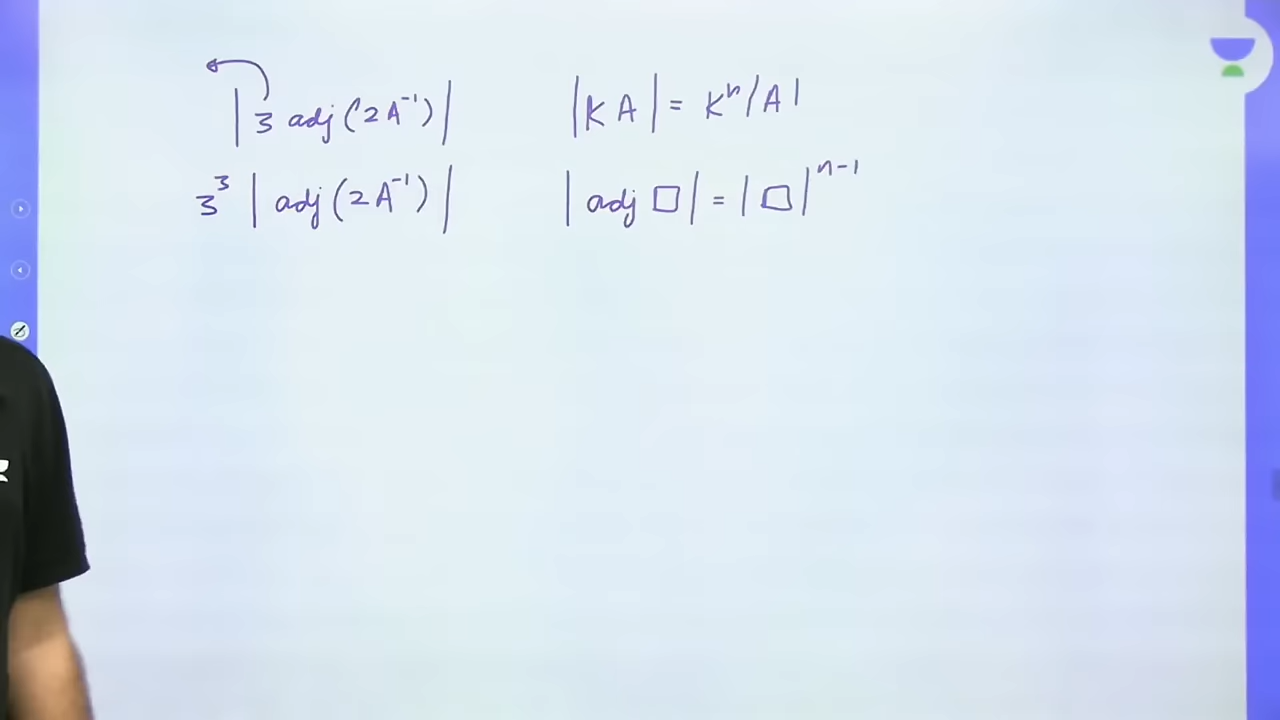 |3 adj(2A⁻¹)| |KA| = Kⁿ|A|
3³ |adj(2A⁻¹)| |adj □| = |□|ⁿ⁻¹